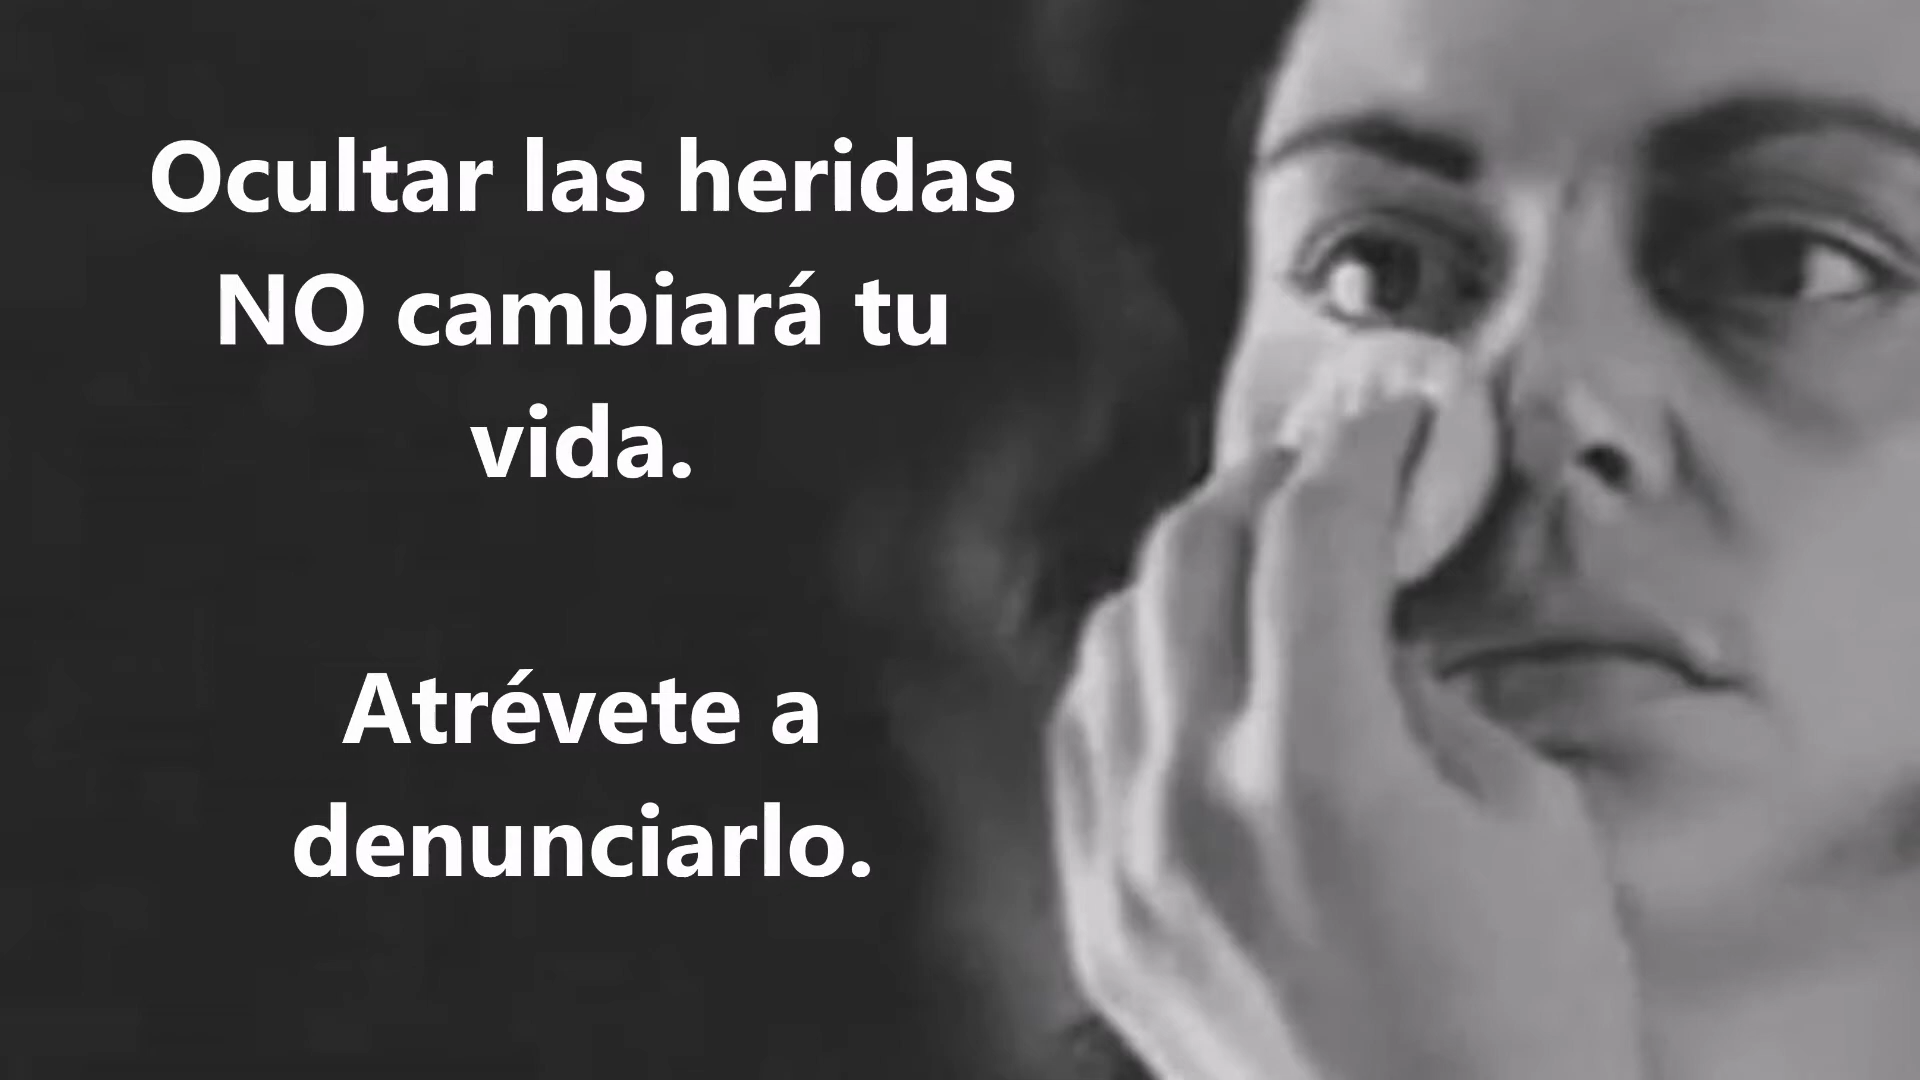 Ocultar las heridas
NO cambiará tu
vida.
Atrévete a
denunciarlo.